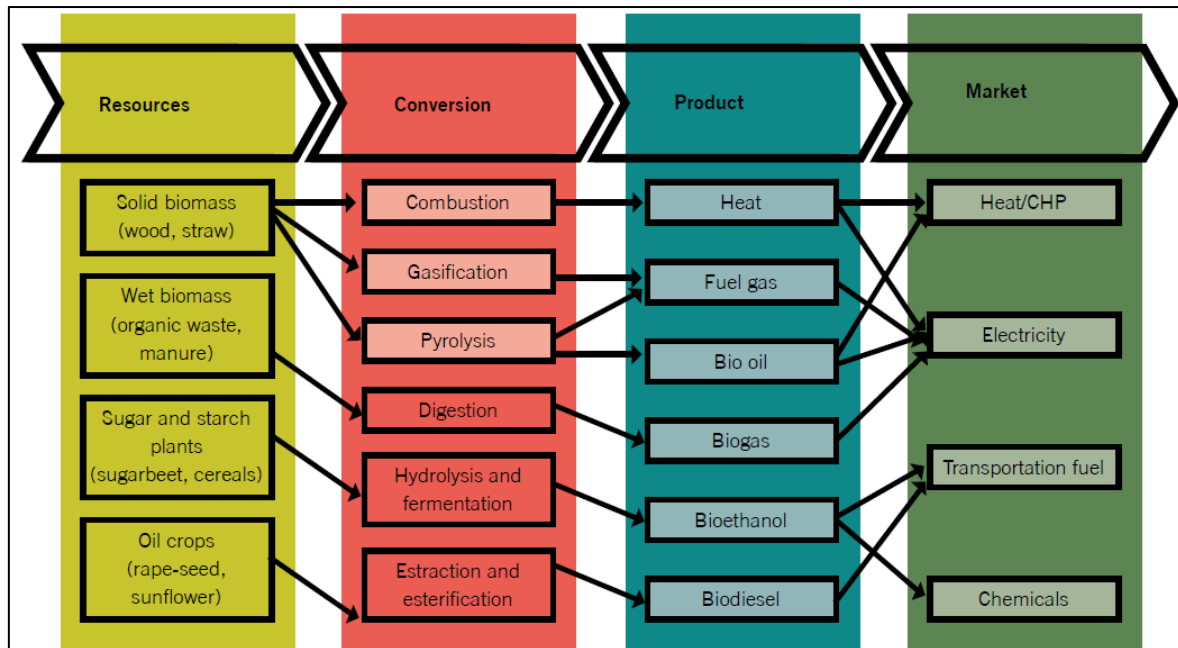 Resources
Conversion
Product
Market
Solid biomass
(wood, straw)
Wet biomass
(organic waste,
manure)
Sugar and starch
plants
(sugarbeet, cereals)
Oil crops
(rape-seed,
sunflower)
Combustion
Gasification
Pyrolysis
Digestion
Hydrolysis and
fermentation
Estraction and
esterification
Heat
Fuel gas
Bio oil
Biogas
Bioethanol
Biodiesel
Heat/CHP
Electricity
Transportation fuel
Chemicals